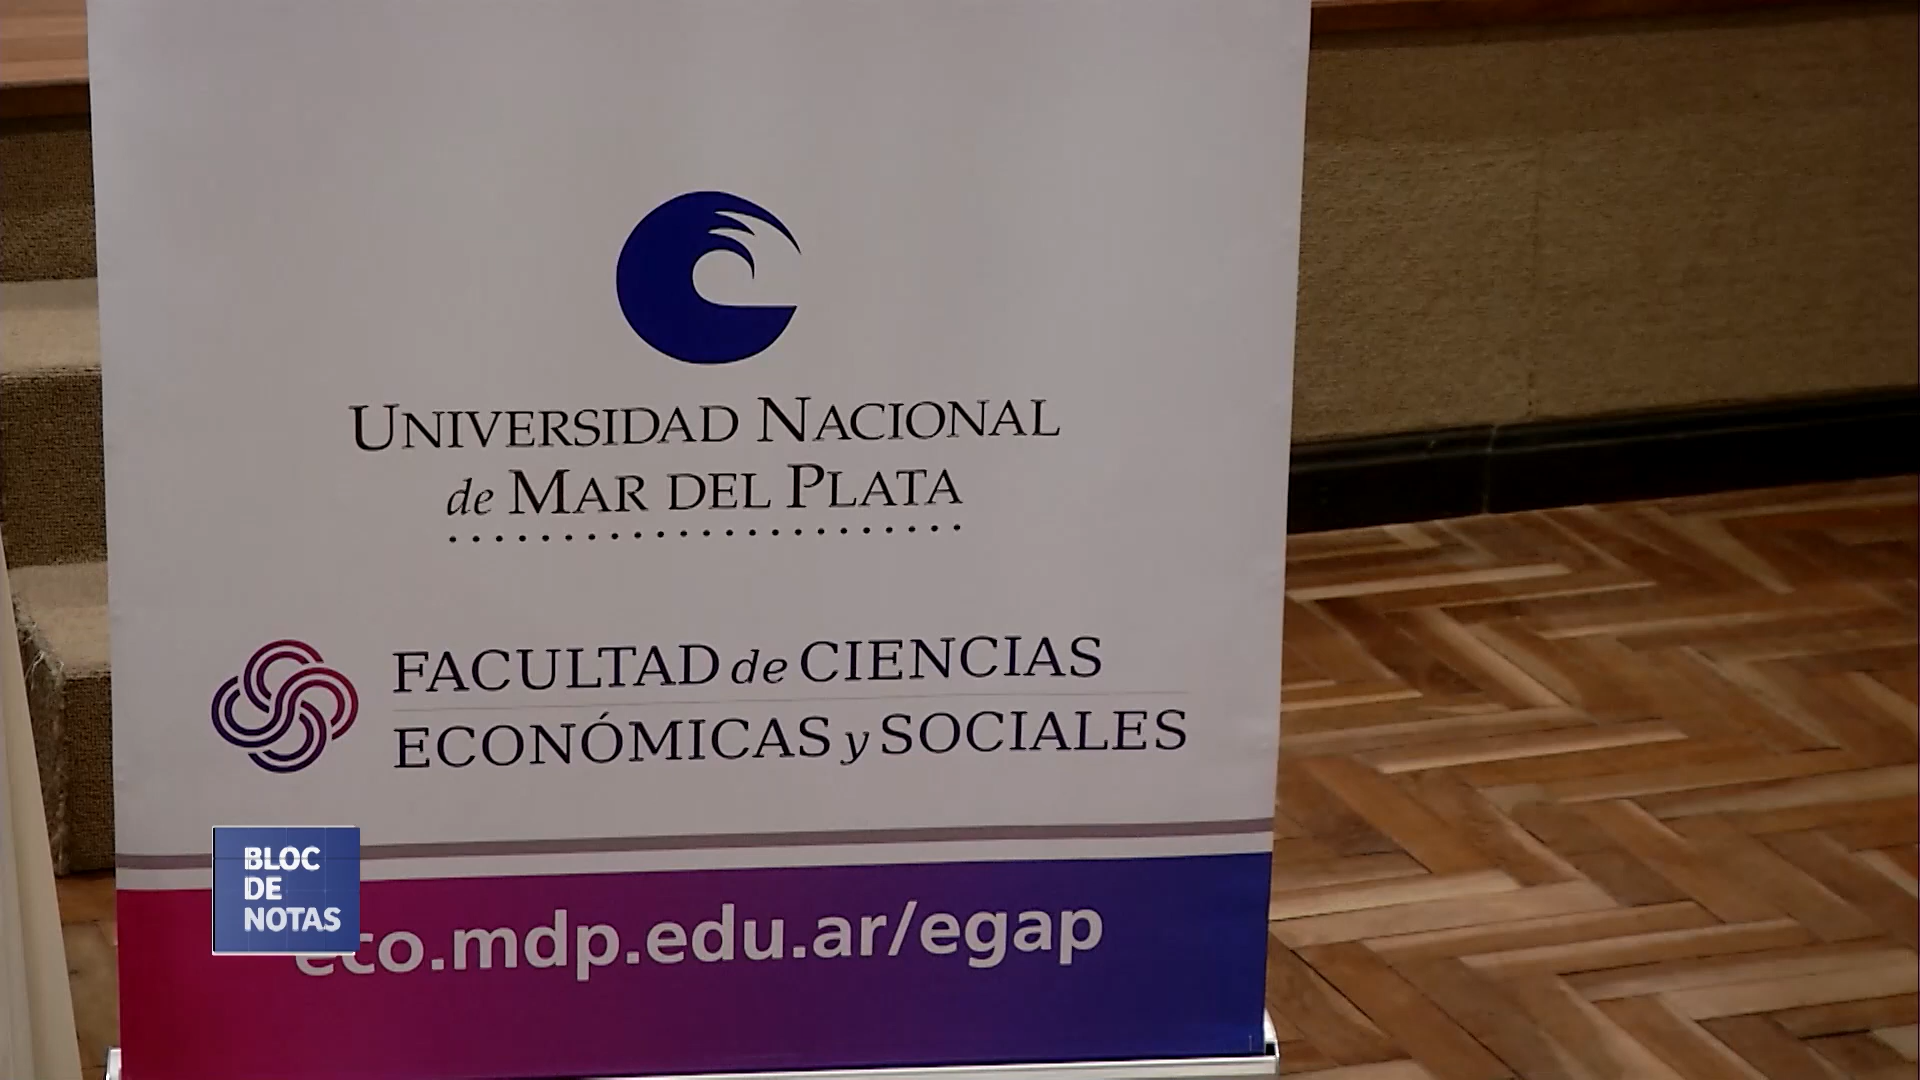 UNIVERSIDAD NACIONAL
de MAR DEL PLATA
FACULTAD de CIENCIAS
ECONÓMICAS y SOCIALES
BLOC
DE
NOTAS
eco.mdp.edu.ar/egap